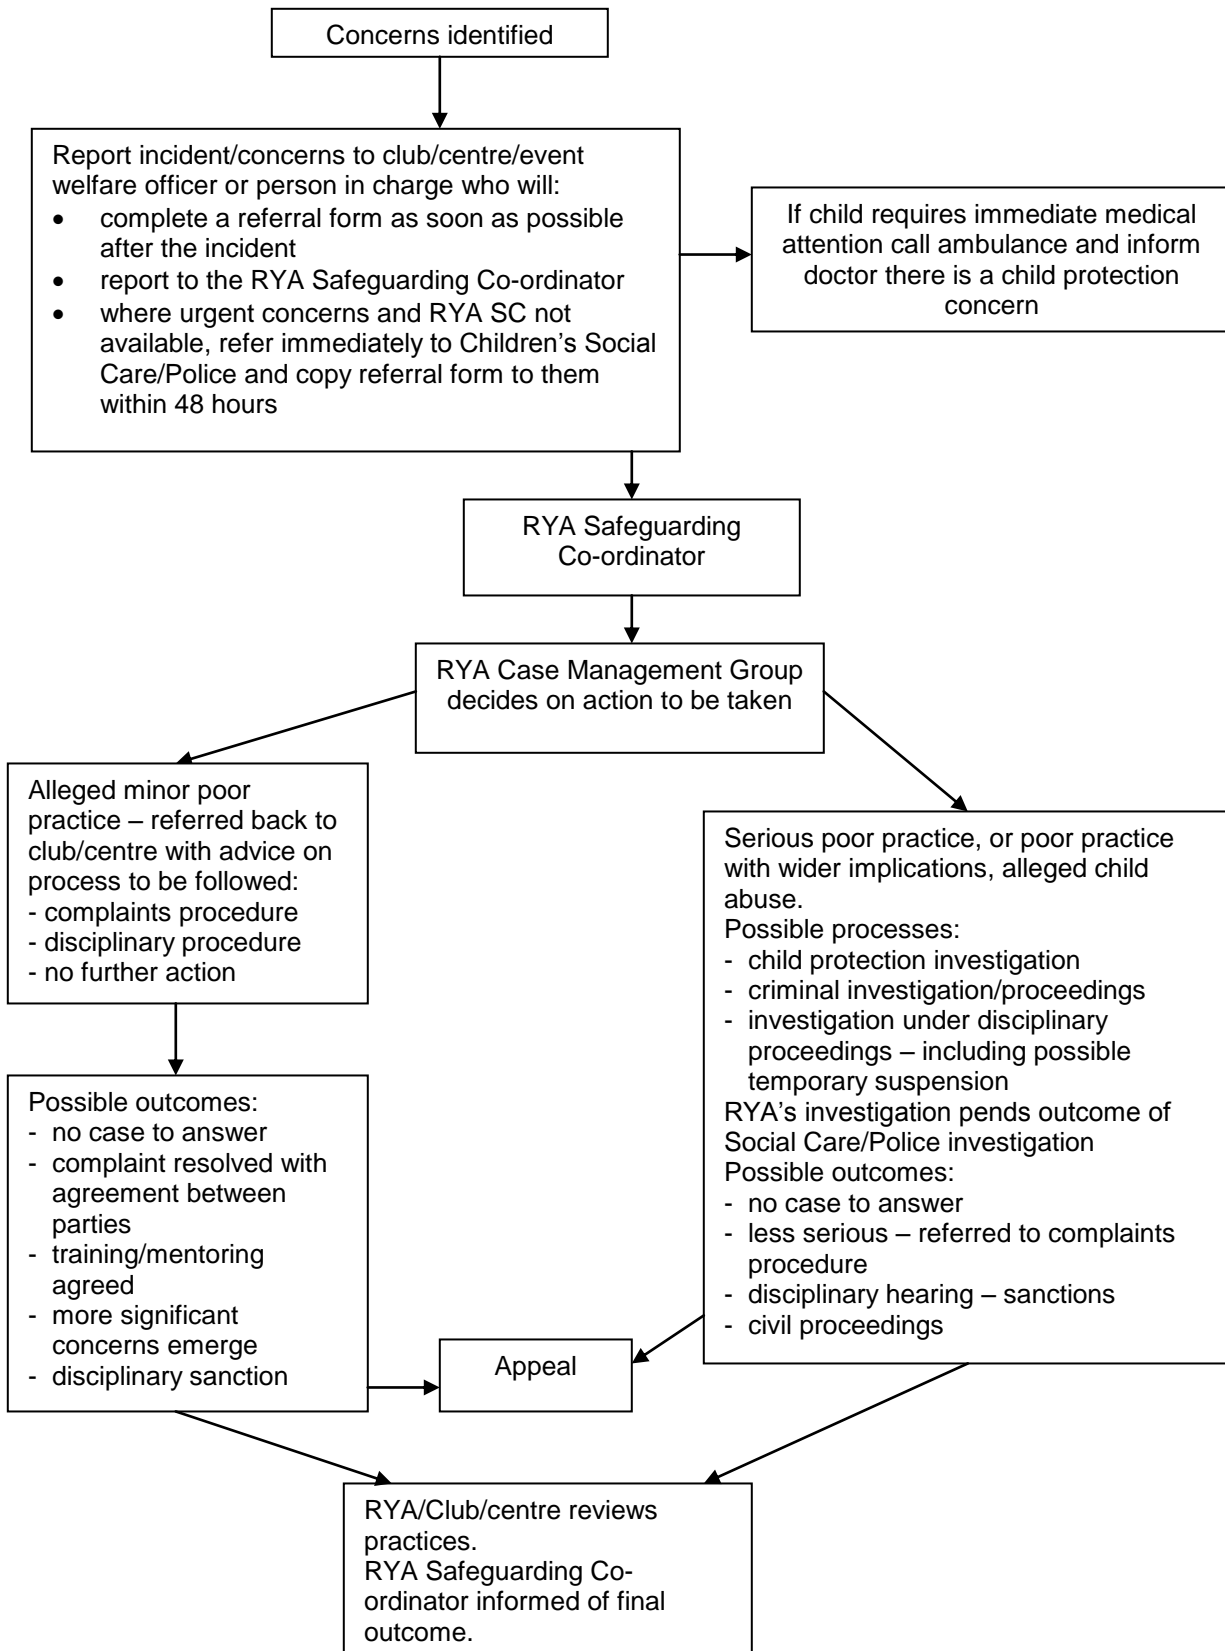 Concerns identified
Report incident/concerns to club/centre/event
welfare officer or person in charge who will:
• complete a referral form as soon as possible
after the incident
• report to the RYA Safeguarding Co-ordinator
• where urgent concerns and RYA SC not
available, refer immediately to Children’s Social
Care/Police and copy referral form to them
within 48 hours
If child requires immediate medical
attention call ambulance and inform
doctor there is a child protection
concern
RYA Safeguarding
Co-ordinator
RYA Case Management Group
decides on action to be taken
Alleged minor poor
practice – referred back to
club/centre with advice on
process to be followed:
- complaints procedure
- disciplinary procedure
- no further action
Serious poor practice, or poor practice
with wider implications, alleged child
abuse.
Possible processes:
- child protection investigation
- criminal investigation/proceedings
- investigation under disciplinary
proceedings – including possible
temporary suspension
RYA’s investigation pends outcome of
Social Care/Police investigation
Possible outcomes:
- no case to answer
- less serious – referred to complaints
procedure
- disciplinary hearing – sanctions
- civil proceedings
Possible outcomes:
- no case to answer
- complaint resolved with
agreement between
parties
- training/mentoring
agreed
- more significant
concerns emerge
- disciplinary sanction
Appeal
RYA/Club/centre reviews
practices.
RYA Safeguarding Co-
ordinator informed of final
outcome.